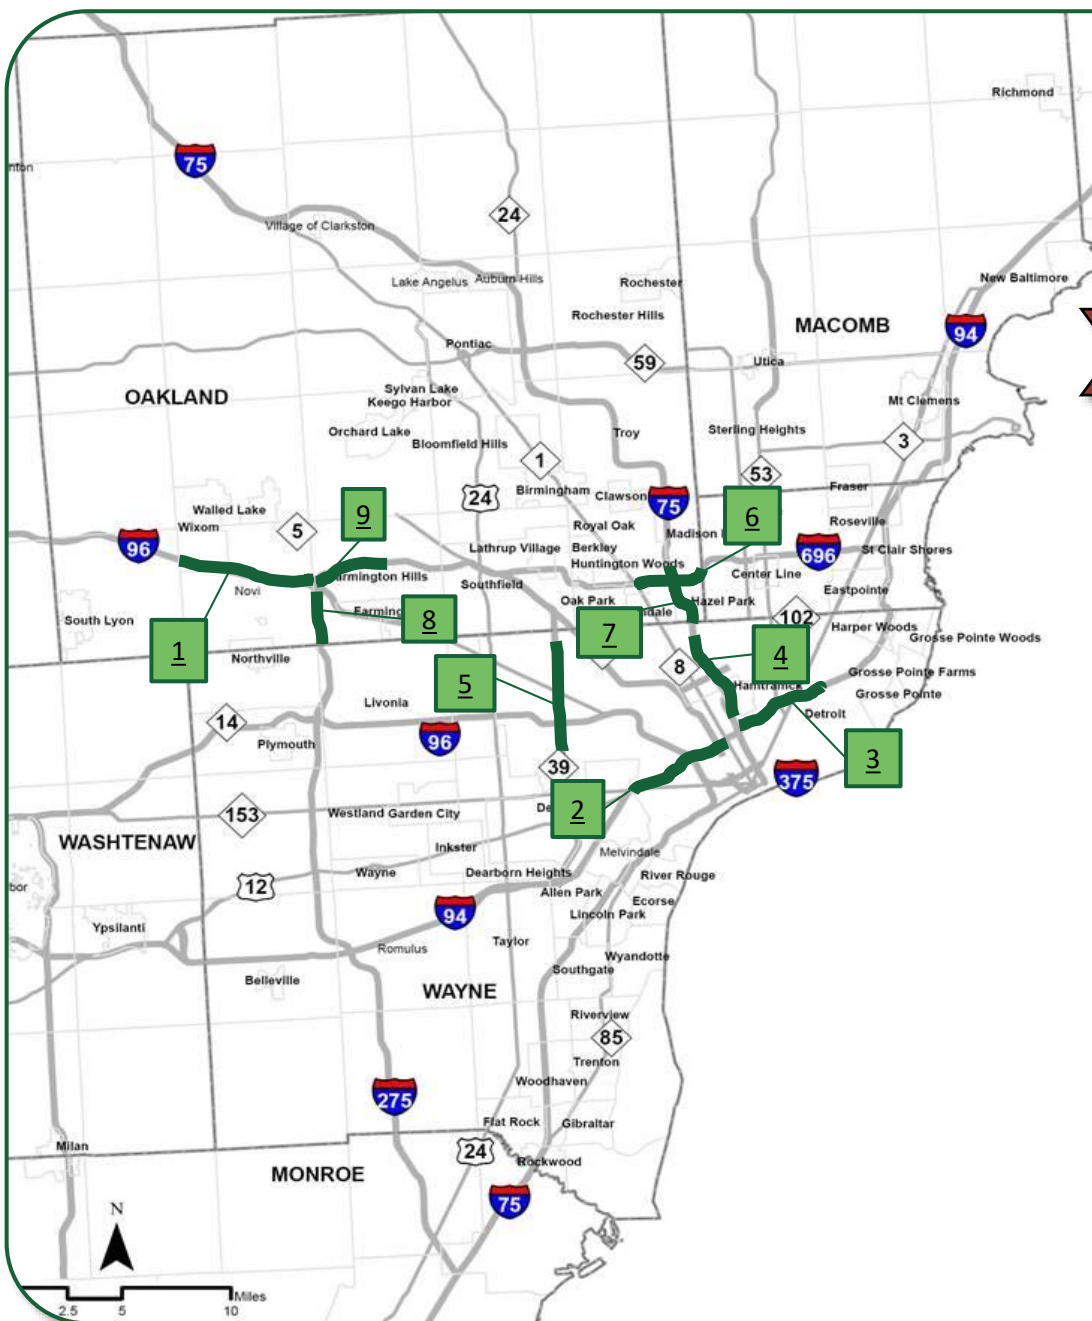 Richmond
75
24
Village of Clarkston
New Baltimore
Lake Angelus
Auburn Hills
Rochester
Rochester Hills
MACOMB
94
Pontiac
59
Utica
OAKLAND
Sylvan Lake
Keego Harbor
Mt Clemens
Orchard Lake
Bloomfield Hills
Troy
Sterling Heights
3
1
53
24
Birmingham
Clawson
75
Fraser
9
6
Walled Lake
Wixom
5
Royal Oak
Madison
Roseville
96
Lathrup Village
Berkley
Huntington Woods
696
St Clair Shores
Novi
Farmington Hills
Southfield
Center Line
Eastpointe
South Lyon
8
Oak Park
7
Hazel Park
102
1
Harper Woods
Grosse Pointe Woods
Northville
5
8
4
Hamtramck
Grosse Pointe Farms
Grosse Pointe
Livonia
14
Plymouth
96
Detroit
39
3
375
2
153
Westland
Garden City
WASHTENAW
Inkster
Melvindale
12
Wayne
Dearborn Heights
River Rouge
bor
Allen Park
Ecorse
94
Lincoln Park
Ypsilanti
Romulus
Taylor
Wyandotte
Belleville
Southgate
WAYNE
Riverview
85
Trenton
275
Woodhaven
Flat Rock
Gibraltar
Milan
24
Rockwood
MONROE
75
N
Miles
2.5
5
10